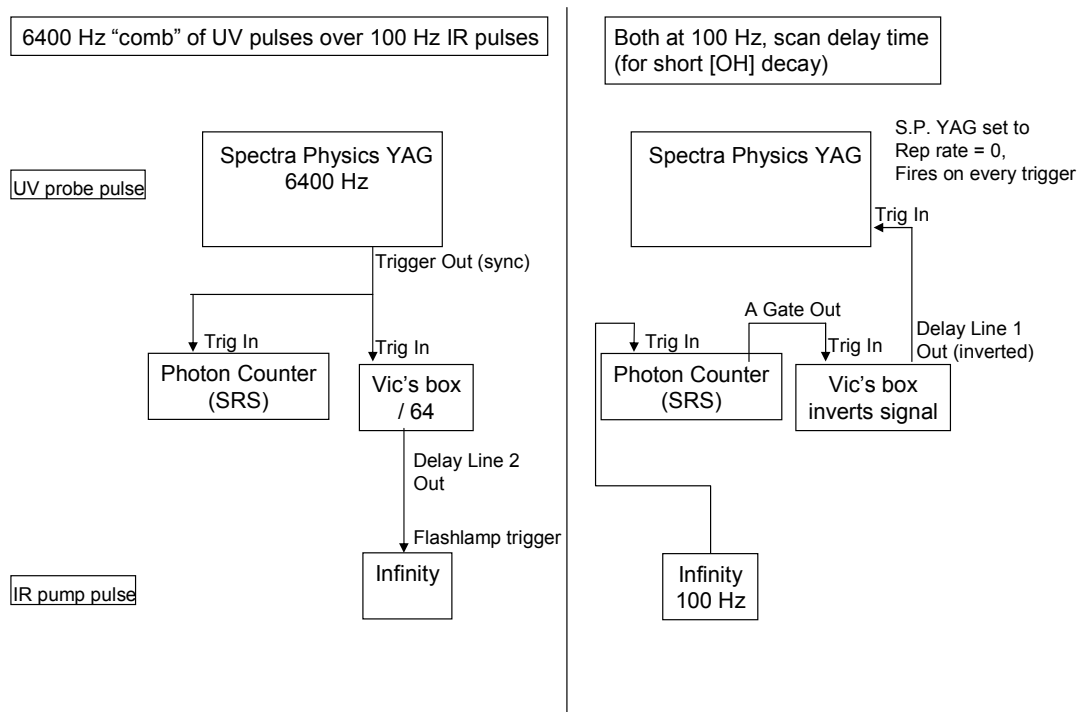 6400 Hz “comb” of UV pulses over 100 Hz IR pulses
UV probe pulse
Spectra Physics YAG
6400 Hz
Trigger Out (sync)
Trig In
Trig In
Photon Counter
(SRS)
Vic’s box
/ 64
Delay Line 2
Out
Flashlamp trigger
Infinity
IR pump pulse
Both at 100 Hz, scan delay time
(for short [OH] decay)
Spectra Physics YAG
S.P. YAG set to
Rep rate = 0,
Fires on every trigger
Trig In
A Gate Out
Delay Line 1
Out (inverted)
Trig In
Trig In
Photon Counter
(SRS)
Vic’s box
inverts signal
Infinity
100 Hz